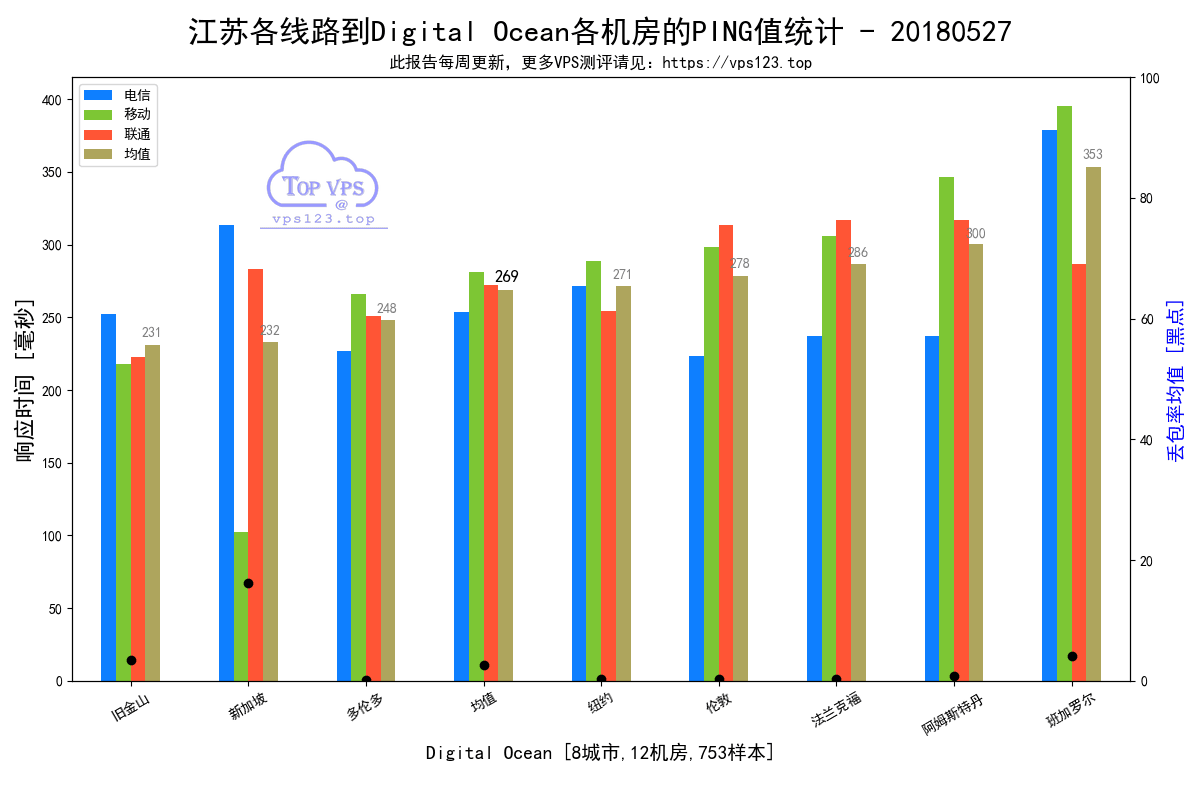 江苏各线路到Digital Ocean各机房的PING值统计 - 20180527
此报告每周更新，更多VPS测评请见：https://vps123.top
电信
移动
联通
均值
TOP VPS
@
vps123.top
响应时间 [毫秒]
400
350
300
250
200
150
100
50
0
231
232
248
269
271
278
286
300
353
100
80
60
40
20
0
丢包率均值 [黑点]
旧金山
新加坡
多伦多
均值
纽约
伦敦
法兰克福
阿姆斯特丹
班加罗尔
Digital Ocean [8城市,12机房,753样本]